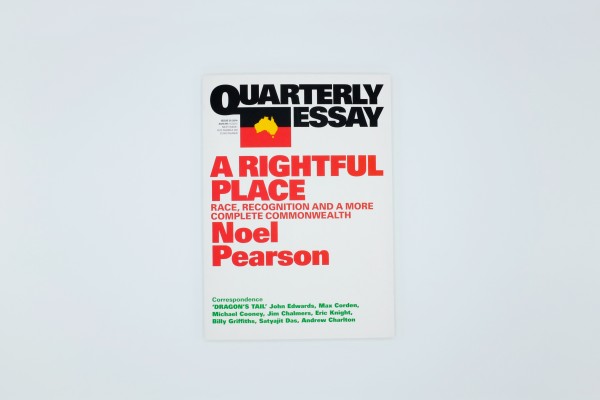 QUARTERLY
ESSAY
A RIGHTFUL
PLACE
RACE, RECOGNITION AND A MORE
COMPLETE COMMONWEALTH
Noel
Pearson
Correspondence
'DRAGON'S TAIL' John Edwards, Max Corden,
Michael Cooney, Jim Chalmers, Eric Knight,
Billy Griffiths, Satyajit Das, Andrew Charlton